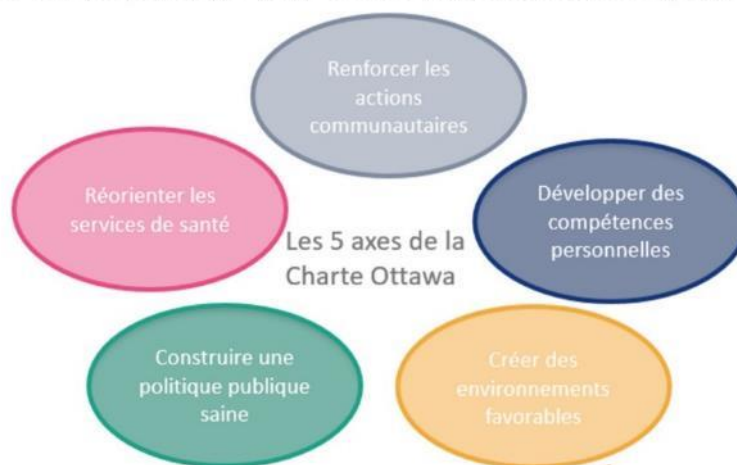 Renforcer les
actions
communautaires
Réorienter les
services de santé
Développer des
compétences
personnelles
Les 5 axes de la
Charte Ottawa
Construire une
politique publique
saine
Créer des
environnements
favorables